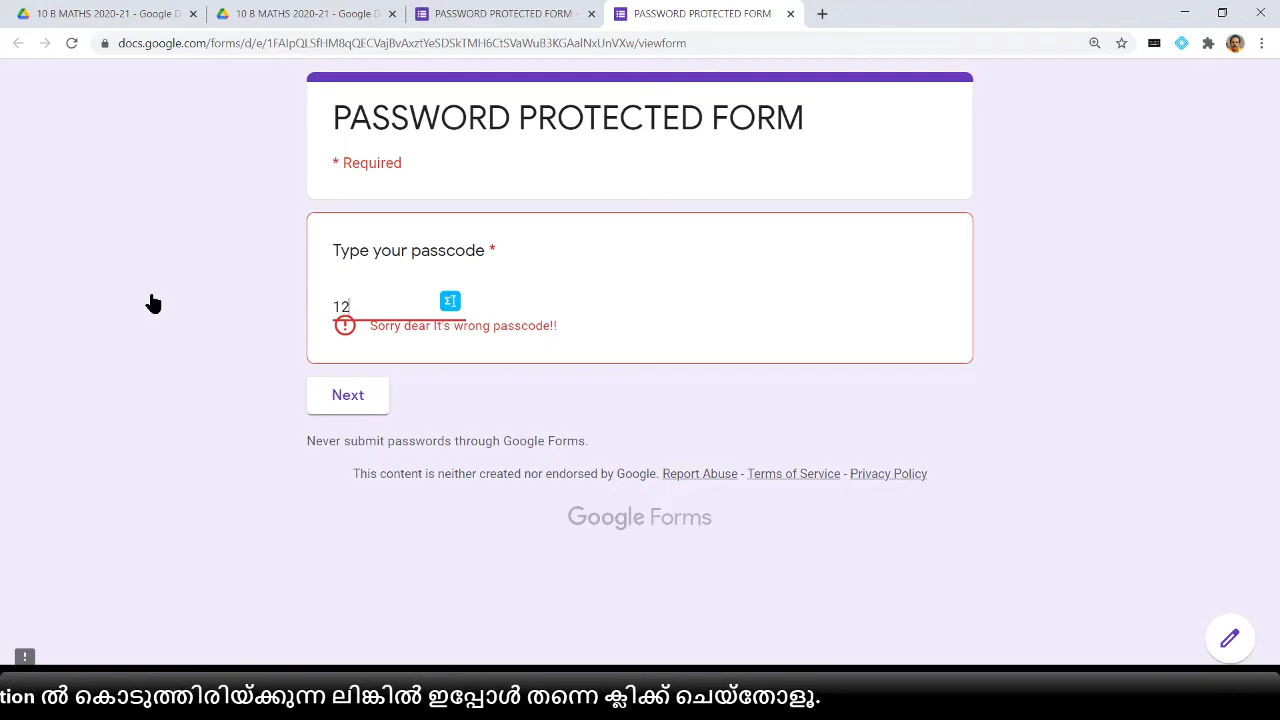 10 B MATHS 2020-21 - Google D
10 B MATHS 2020-21 - Google D
PASSWORD PROTECTED FORM -
PASSWORD PROTECTED FORM
docs.google.com/forms/d/e/1FAIpQLSfHM8qQECVajBvAxztYeSDSkTMH6CtSVaWuB3KGAalNxUnVXw/viewform
PASSWORD PROTECTED FORM
* Required
Type your passcode *
12
Sorry dear It's wrong passcode!!
Next
Never submit passwords through Google Forms.
This content is neither created nor endorsed by Google. Report Abuse - Terms of Service - Privacy Policy
Google Forms
tion ൽ കൊടുത്തിരിയ്ക്കുന്ന ലിങ്കിൽ ഇപ്പോൾ തന്നെ ക്ലിക്ക് ചെയ്തോളൂ.